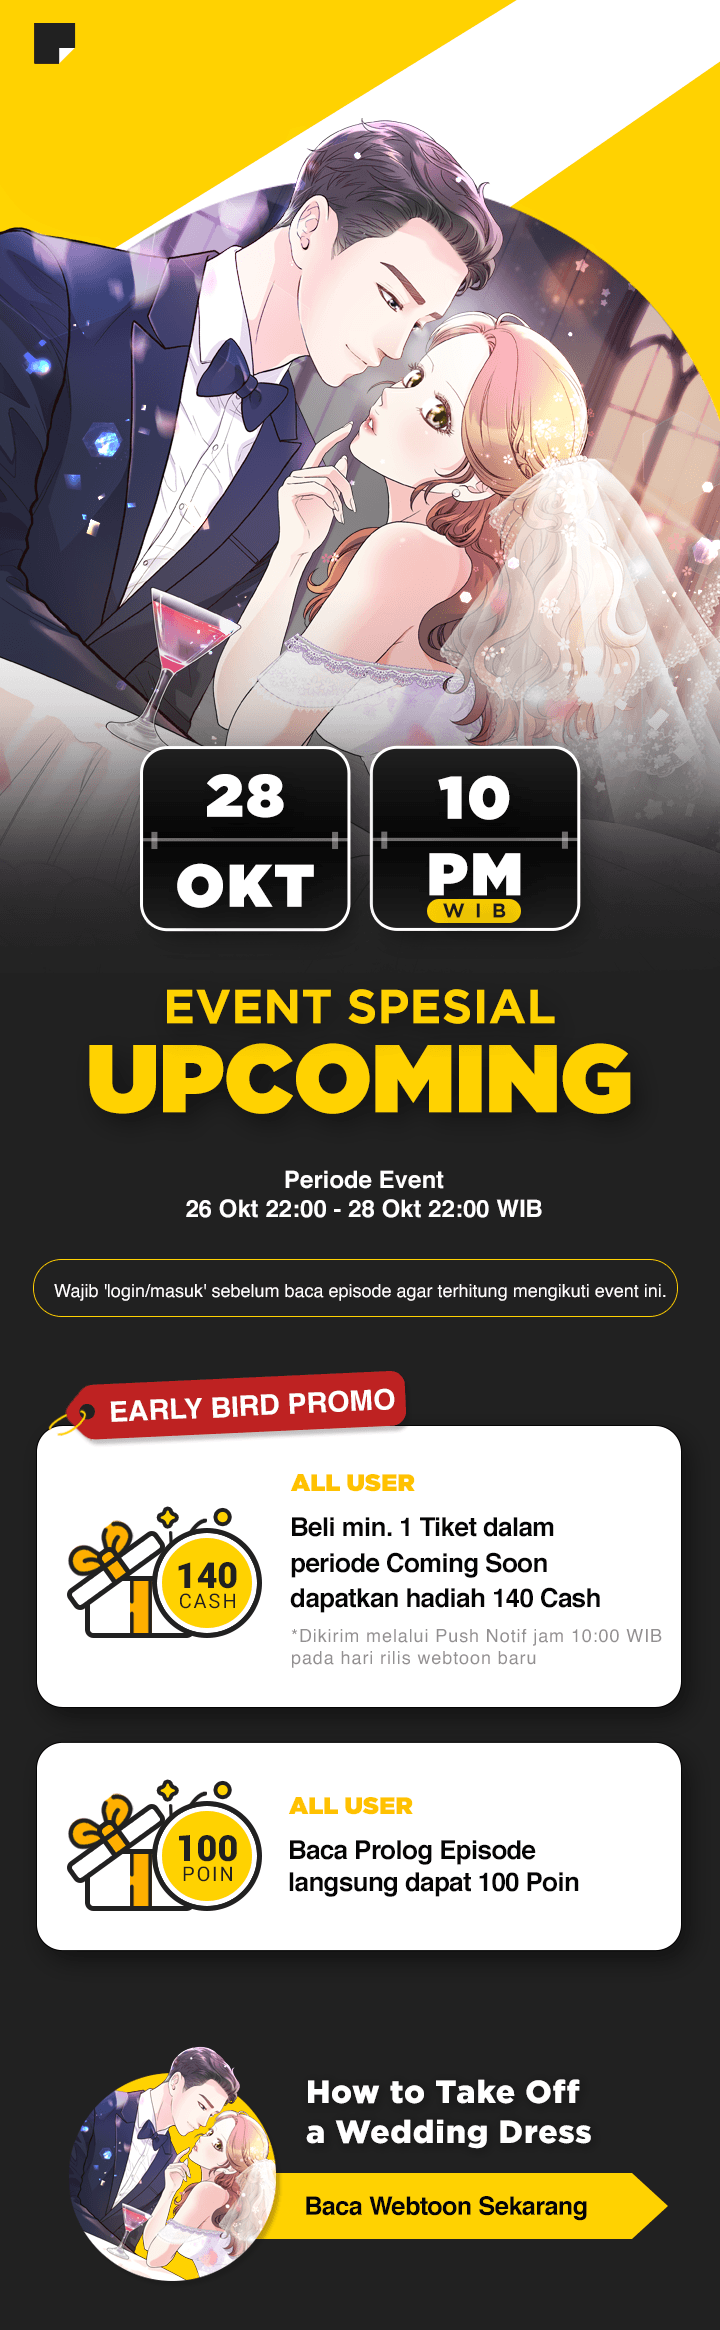 28
OKT
10
PM
WIB
EVENT SPESIAL
UPCOMING
Periode Event
26 Okt 22:00 - 28 Okt 22:00 WIB
Wajib 'login/masuk' sebelum baca episode agar terhitung mengikuti event ini.
EARLY BIRD PROMO
140
CASH
ALL USER
Beli min. 1 Tiket dalam
periode Coming Soon
dapatkan hadiah 140 Cash
*Dikirim melalui Push Notif jam 10:00 WIB
pada hari rilis webtoon baru
100
POIN
ALL USER
Baca Prolog Episode
langsung dapat 100 Poin
How to Take Off
a Wedding Dress
Baca Webtoon Sekarang